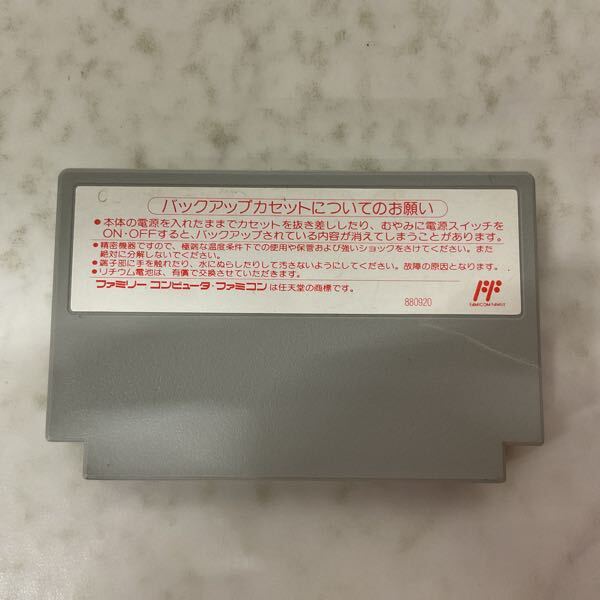 バックアップカセットについてのお願い
●本体の電源を入れたままでカセットを抜き差ししたり、むやみに電源スイッチを
ON・OFFすると、バックアップされている内容が消えてしまうことがあります。
●精密機器ですので、極端な温度条件下での使用や保管および強いショックをさけてください。また
絶対に分解しないでください。
●端子部に手を触れたり、水にぬらしたりして汚さないようにしてください。故障の原因となります。
●リチウム電池は、有償で交換させていただきます。
ファミリー コンピュータ・ファミコンは任天堂の商標です。
880920
FF
FAMICOM FAMILY